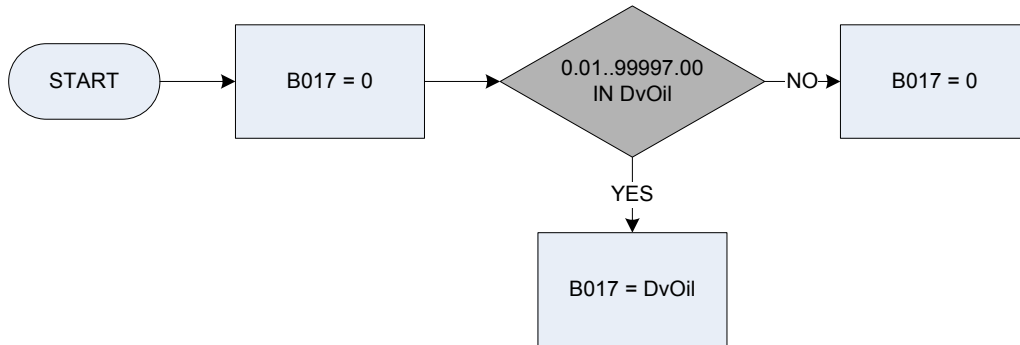 START
B017 = 0
0.01..99997.00
IN DvOil
NO
B017 = 0
YES
B017 = DvOil